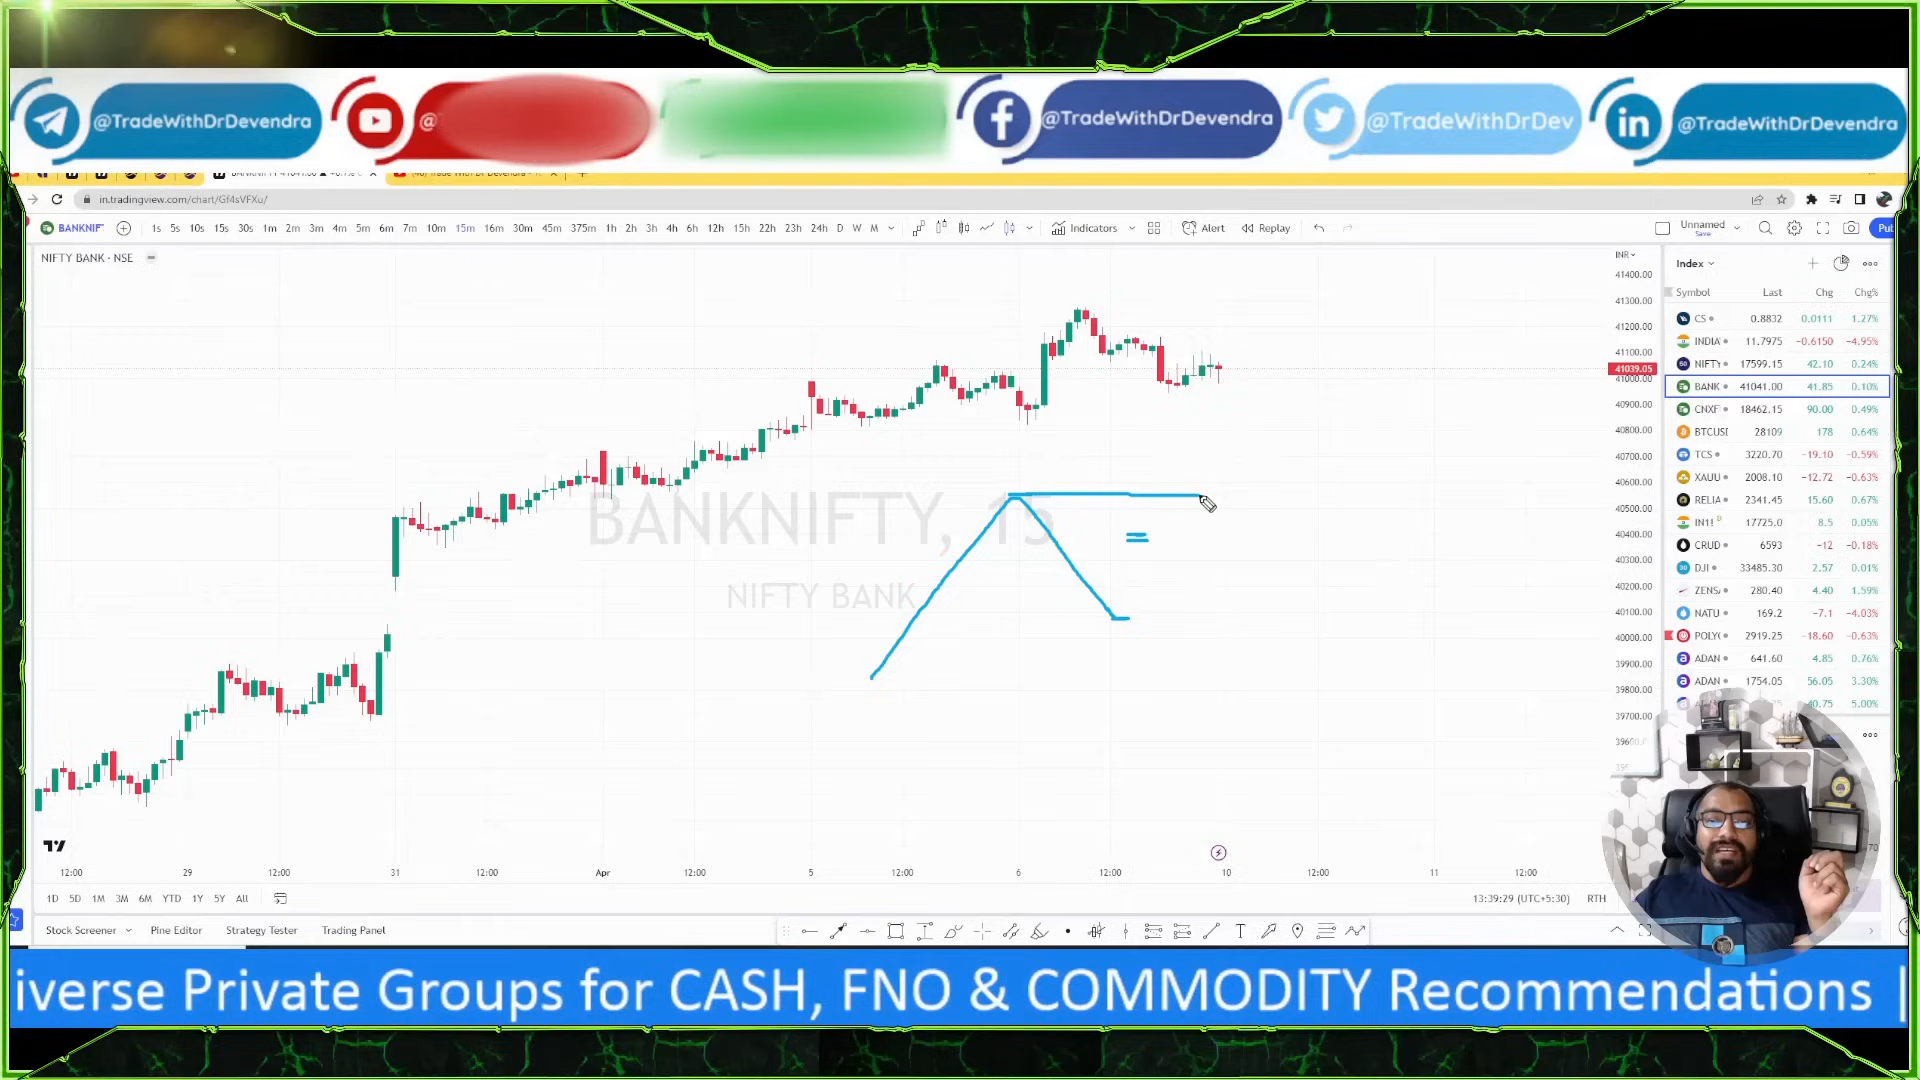 @TradeWithDrDevendra
@
@TradeWithDrDevendra
@TradeWithDrDev
@TradeWithDrDevendra
in.tradingview.com/chart/Gf4sVFXu/
BANKNIF
1s 5s 10s 15s 30s 1m 2m 3m 4m 5m 6m 7m 10m 15m 16m 30m 45m 375m 1h 2h 3h 4h 6h 12h 15h 22h 23h 24h D W M
Indicators
Alert
Replay
Unnamed
Save
Pu
NIFTY BANK · NSE
INR
41400.00
41300.00
41200.00
41100.00
41039.05
41000.00
40900.00
40800.00
40700.00
40600.00
40500.00
40400.00
40300.00
40200.00
40100.00
40000.00
39900.00
39800.00
39700.00
39600.00
BANKNIFTY, 15
NIFTY BANK
Index
Symbol Last Chg Chg%
CS 0.8832 0.0111 1.27%
INDIA 11.7975 -0.6150 -4.95%
NIFTY 17599.15 42.10 0.24%
BANK 41041.00 41.85 0.10%
CNXF 18462.15 90.00 0.49%
BTCUSI 28109 178 0.64%
TCS 3220.70 -19.10 -0.59%
XAUU 2008.10 -12.72 -0.63%
RELIA 2341.45 15.60 0.67%
IN1! 17725.0 8.5 0.05%
CRUD 6593 -12 -0.18%
DJI 33485.30 2.57 0.01%
ZENS 280.40 4.40 1.59%
NATU 169.2 -7.1 -4.03%
POLY 2919.25 -18.60 -0.63%
ADAN 641.60 4.85 0.76%
ADAN 1754.05 56.05 3.30%
40.75 5.00%
12:00 29 12:00 31 12:00 Apr 12:00 5 12:00 6 12:00 10 12:00 11 12:00
1D 5D 1M 3M 6M YTD 1Y 5Y All
13:39:29 (UTC+5:30) RTH
Stock Screener Pine Editor Strategy Tester Trading Panel
iverse Private Groups for CASH, FNO & COMMODITY Recommendations |